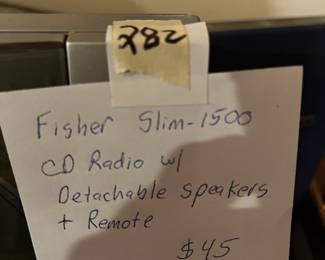 282
Fisher Slim-1500
CD Radio w/
Detachable speakers
+ Remote
$45